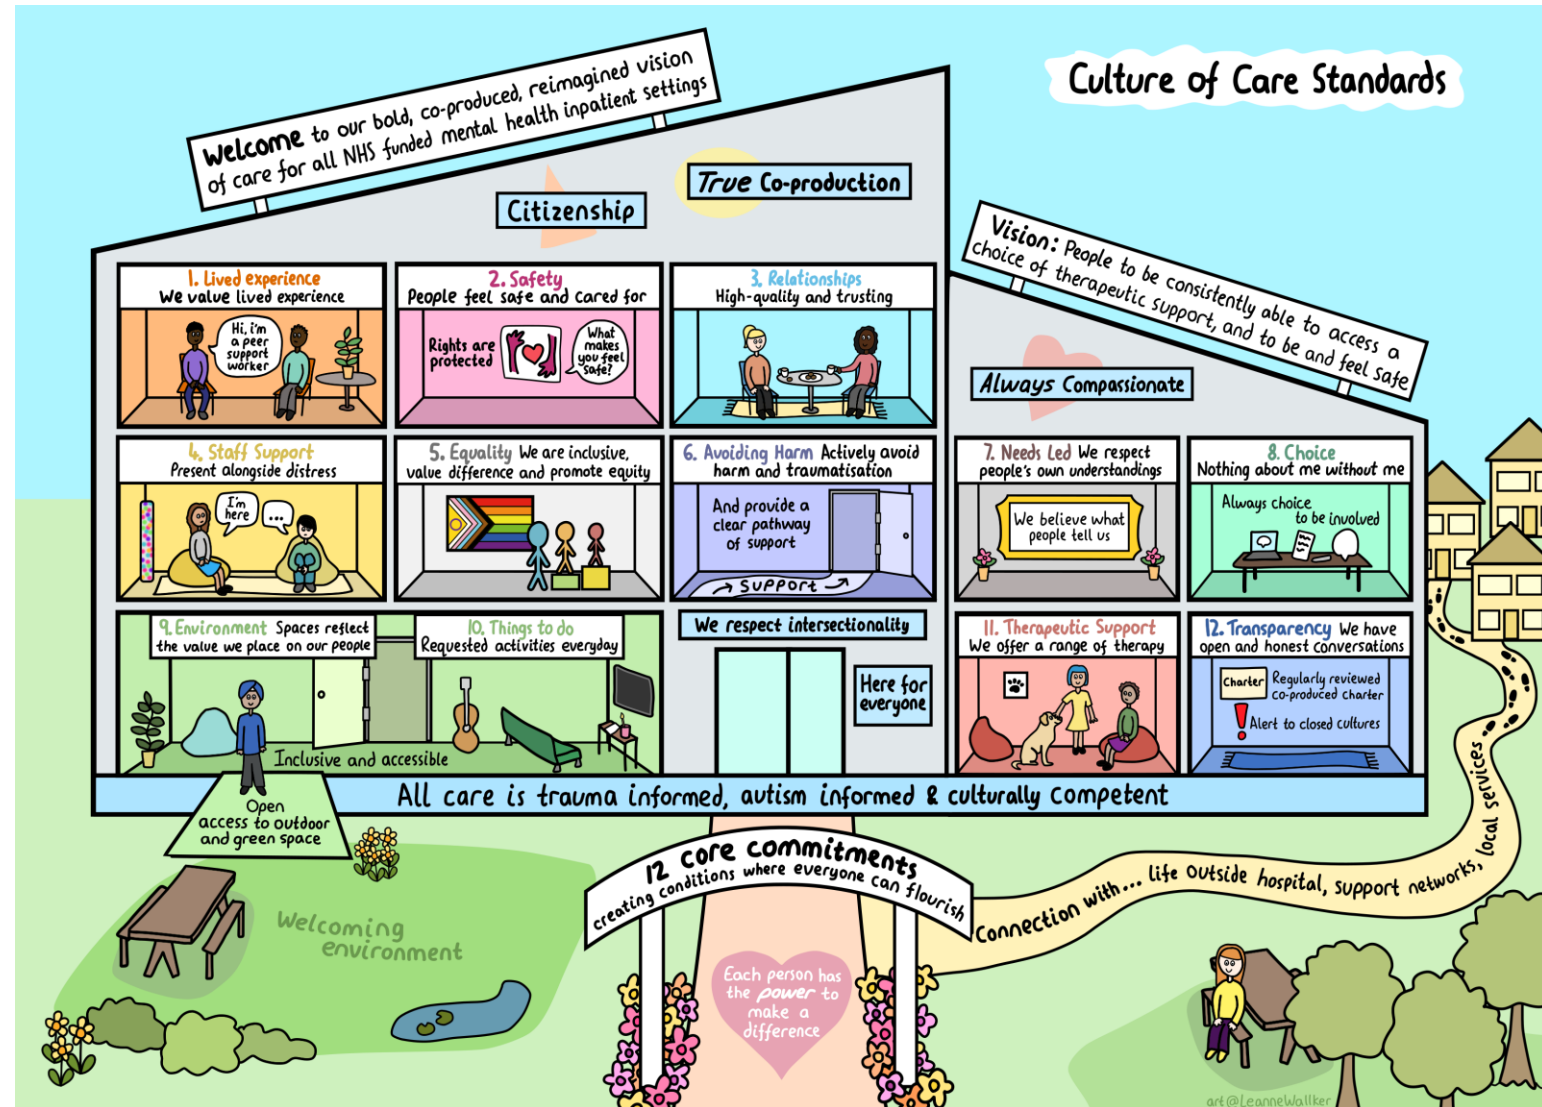 Culture of Care Standards
Welcome to our bold, co-produced, reimagined vision
of care for all NHS funded mental health inpatient settings
True Co-production
Citizenship
Vision: People to be consistently able to access a
choice of therapeutic support, and to be and feel safe
Always Compassionate
1. Lived experience
We value lived experience
Hi, i'm
a peer
support
worker
2. Safety
People feel safe and cared for
Rights are
protected
What
makes
you feel
safe?
3. Relationships
High-quality and trusting
4. Staff Support
Present alongside distress
I'm
here
...
5. Equality We are inclusive,
value difference and promote equity
6. Avoiding Harm Actively avoid
harm and traumatisation
And provide a
clear pathway
of support
→ Support →
7. Needs Led We respect
people's own understandings
We believe what
people tell us
8. Choice
Nothing about me without me
Always choice
to be involved
9. Environment Spaces reflect
the value we place on our people
10. Things to do
Requested activities everyday
Inclusive and accessible
We respect intersectionality
Here for
everyone
11. Therapeutic Support
We offer a range of therapy
12. Transparency We have
open and honest conversations
Charter
Regularly reviewed
co-produced charter
! Alert to closed cultures
All care is trauma informed, autism informed & culturally competent
Open
access to outdoor
and green space
12 core commitments
creating conditions where everyone can flourish
Connection with... life outside hospital, support networks, local services...
Welcoming
environment
Each person has
the power to
make a
difference
art@LeanneWallker